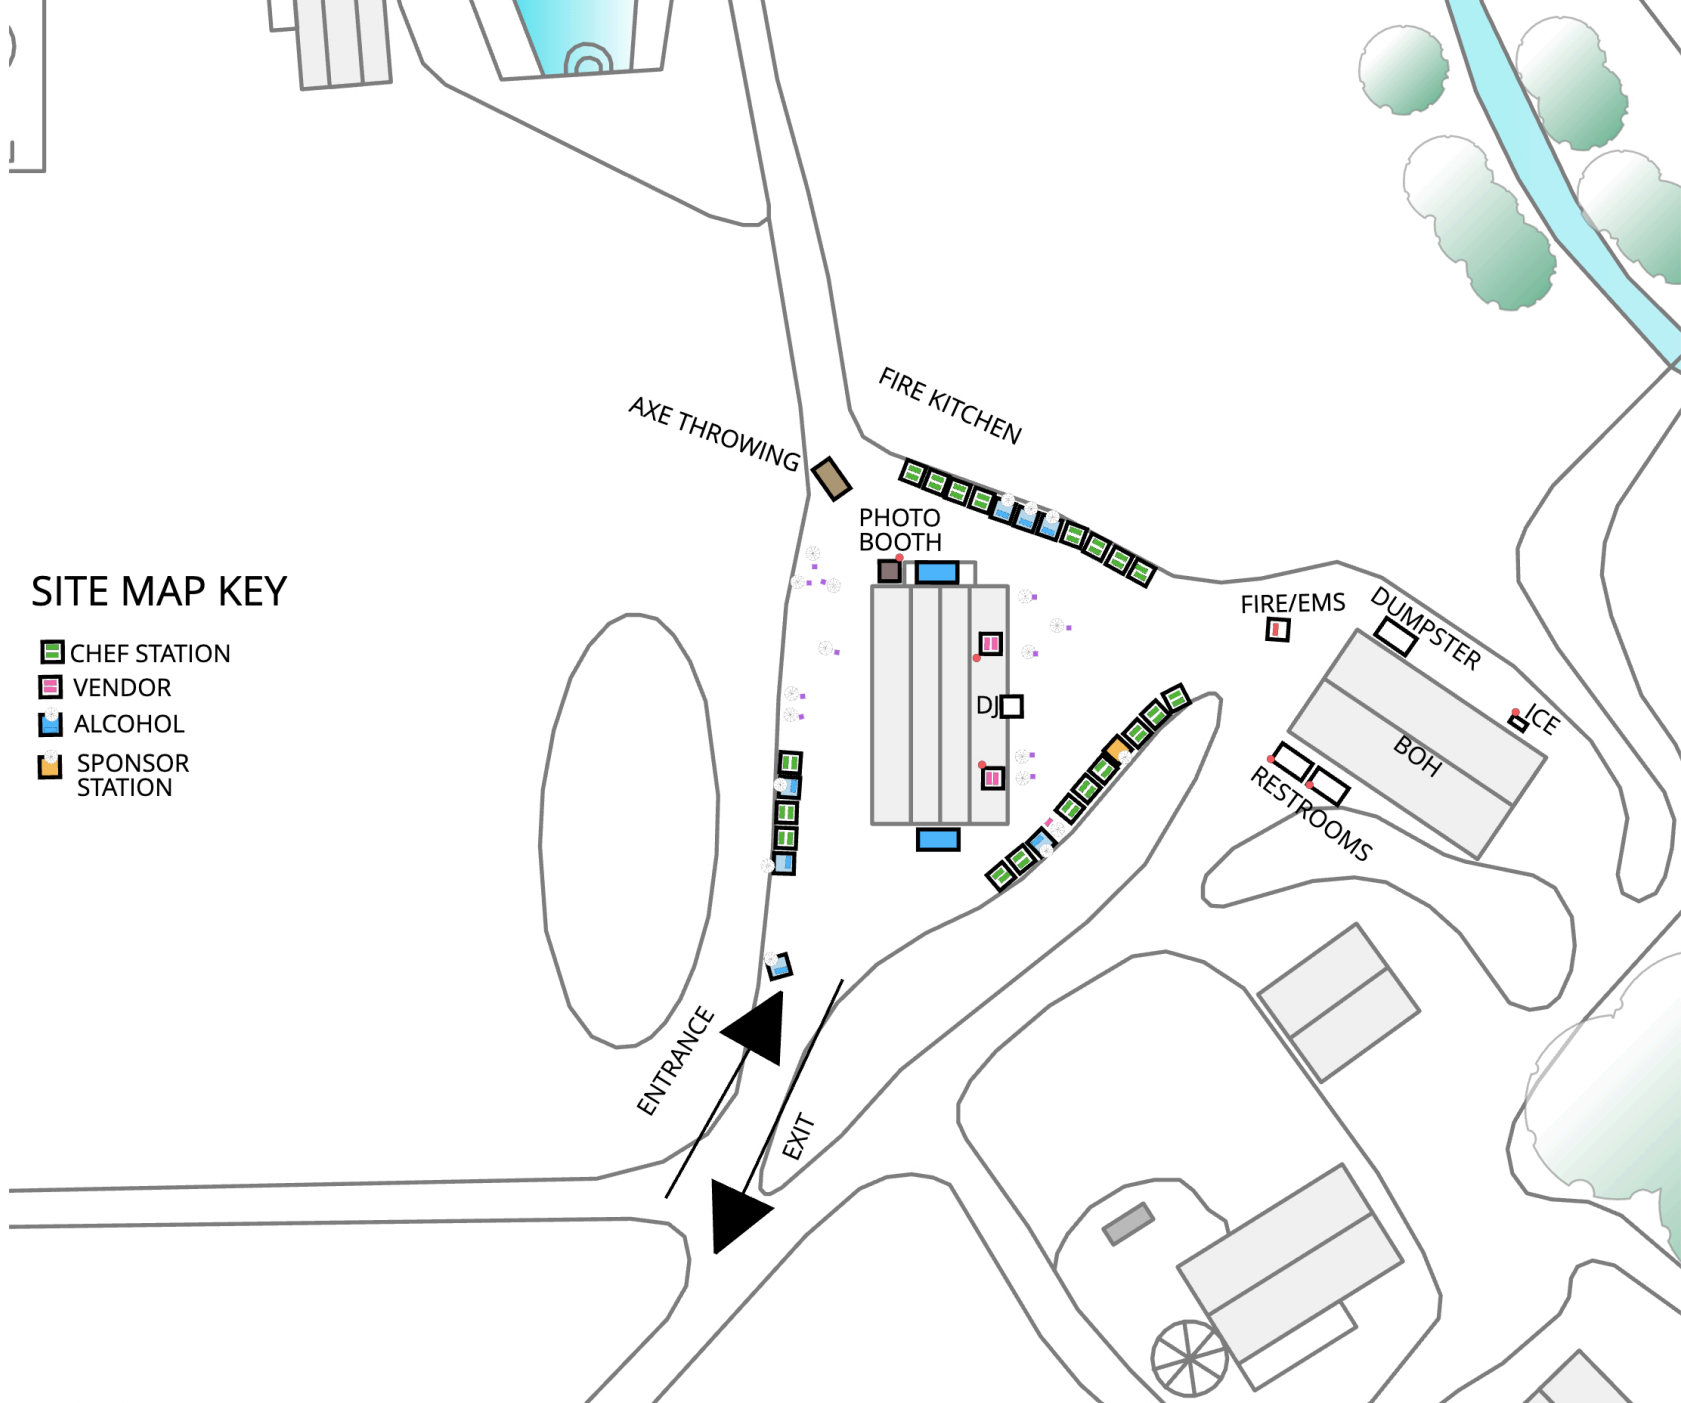 FIRE KITCHEN
AXE THROWING
PHOTO
BOOTH
SITE MAP KEY
CHEF STATION
VENDOR
ALCOHOL
SPONSOR
STATION
FIRE/EMS
DUMPSTER
DJ
ICE
BOH
RESTROOMS
ENTRANCE
EXIT